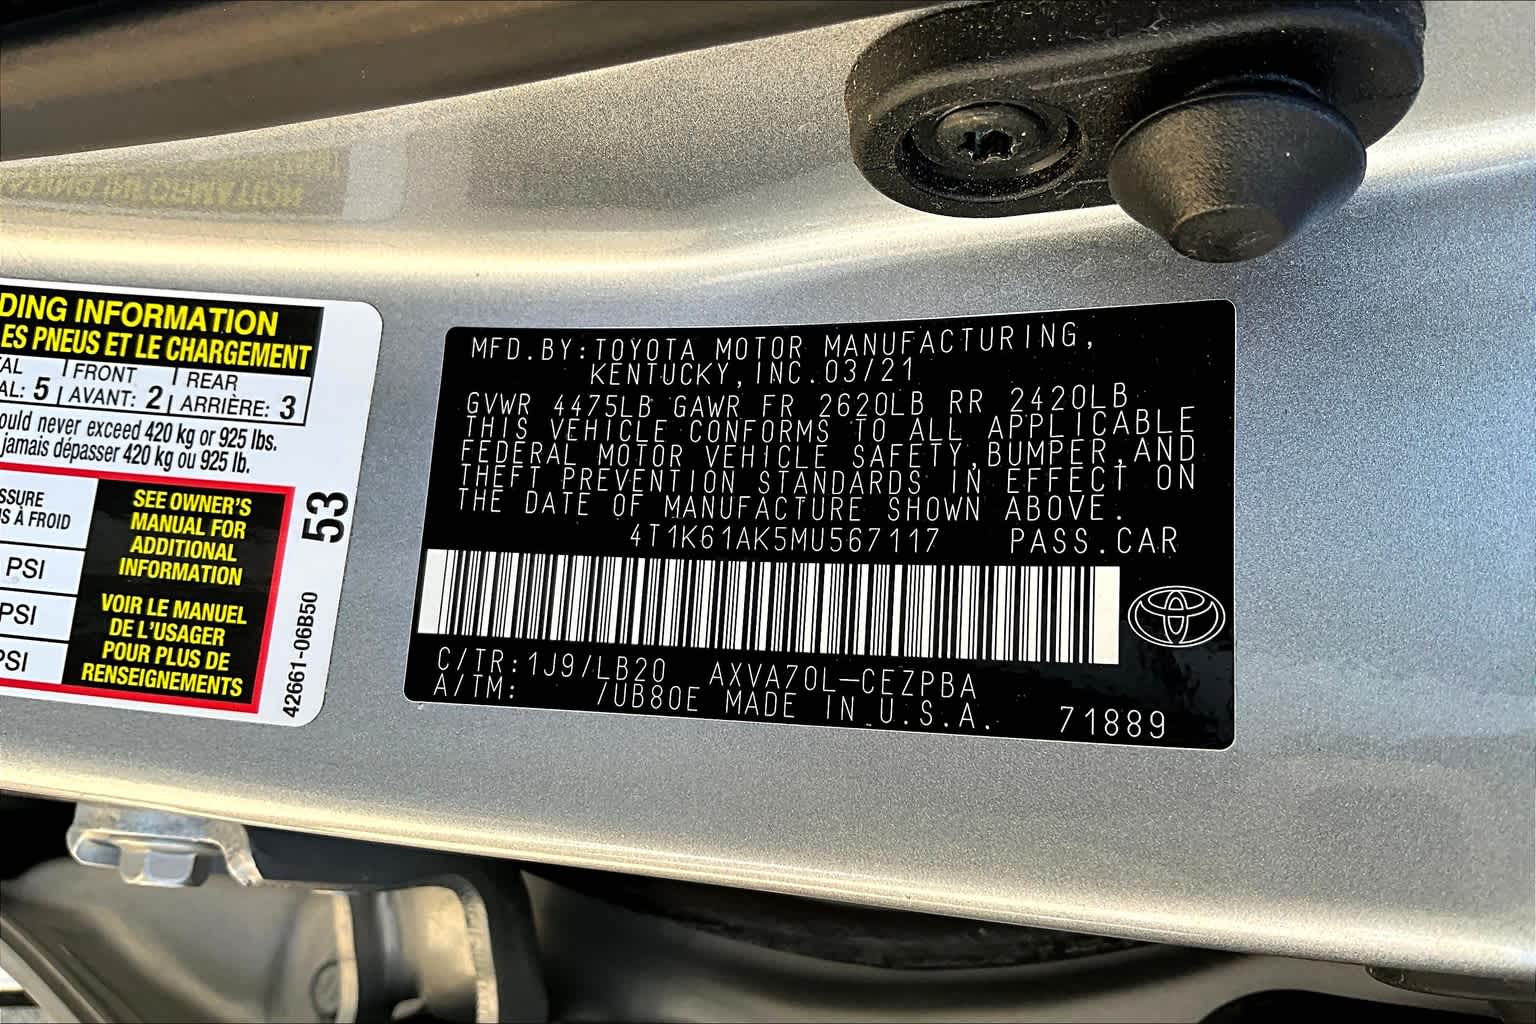 DING INFORMATION
ES PNEUS ET LE CHARGEMENT
AL FRONT REAR
AL: 5 AVANT: 2 ARRIÈRE: 3
ould never exceed 420 kg or 925 lbs.
jamais dépasser 420 kg ou 925 lb.
SSURE
S À FROID
PSI
PSI
PSI
SEE OWNER'S
MANUAL FOR
ADDITIONAL
INFORMATION
VOIR LE MANUEL
DE L'USAGER
POUR PLUS DE
RENSEIGNEMENTS
53
42661-06B50
MFD.BY:TOYOTA MOTOR MANUFACTURING,
KENTUCKY,INC.03/21
GVWR 4475LB GAWR FR 2620LB RR 2420LB
THIS VEHICLE CONFORMS TO ALL APPLICABLE
FEDERAL MOTOR VEHICLE SAFETY,BUMPER,AND
THEFT PREVENTION STANDARDS IN EFFECT ON
THE DATE OF MANUFACTURE SHOWN ABOVE.
4T1K61AK5MU567117 PASS.CAR
C/TR:1J9/LB20 AXVA70L-CEZPBA
A/TM: /UB80E MADE IN U.S.A. 71889